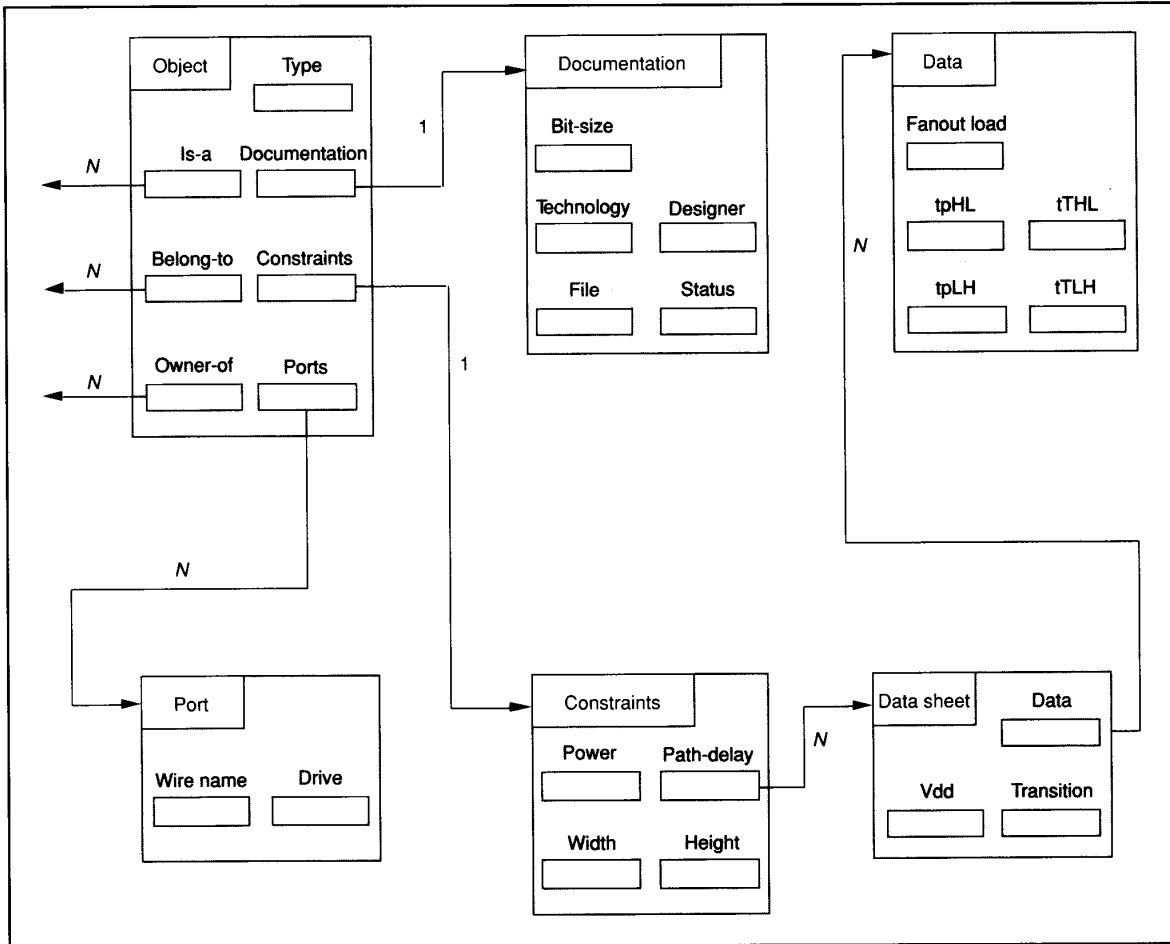 Object
Type
Is-a
Documentation
Belong-to
Constraints
Owner-of
Ports
N
N
N
1
1
N
Documentation
Bit-size
Technology
Designer
File
Status
Data
Fanout load
tpHL
tTHL
tpLH
tTLH
N
Port
Wire name
Drive
Constraints
Power
Path-delay
Width
Height
N
Data sheet
Data
Vdd
Transition